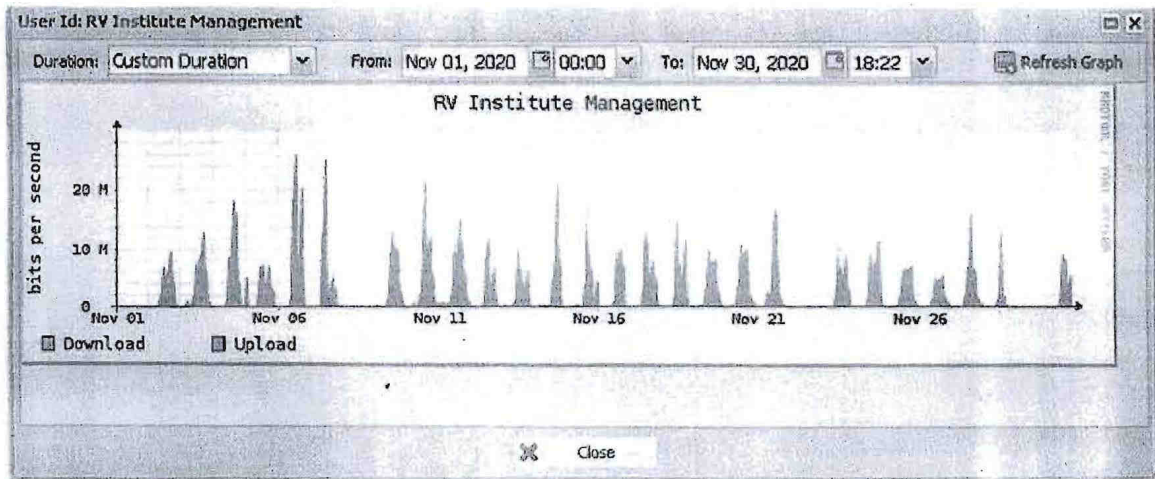 User Id: RV Institute Management
Duration: Custom Duration From: Nov 01, 2020 00:00 To: Nov 30, 2020 18:22 Refresh Graph
RV Institute Management
bits per second
20 M
10 M
0
Nov 01 Nov 06 Nov 11 Nov 16 Nov 21 Nov 26
Download Upload
Close